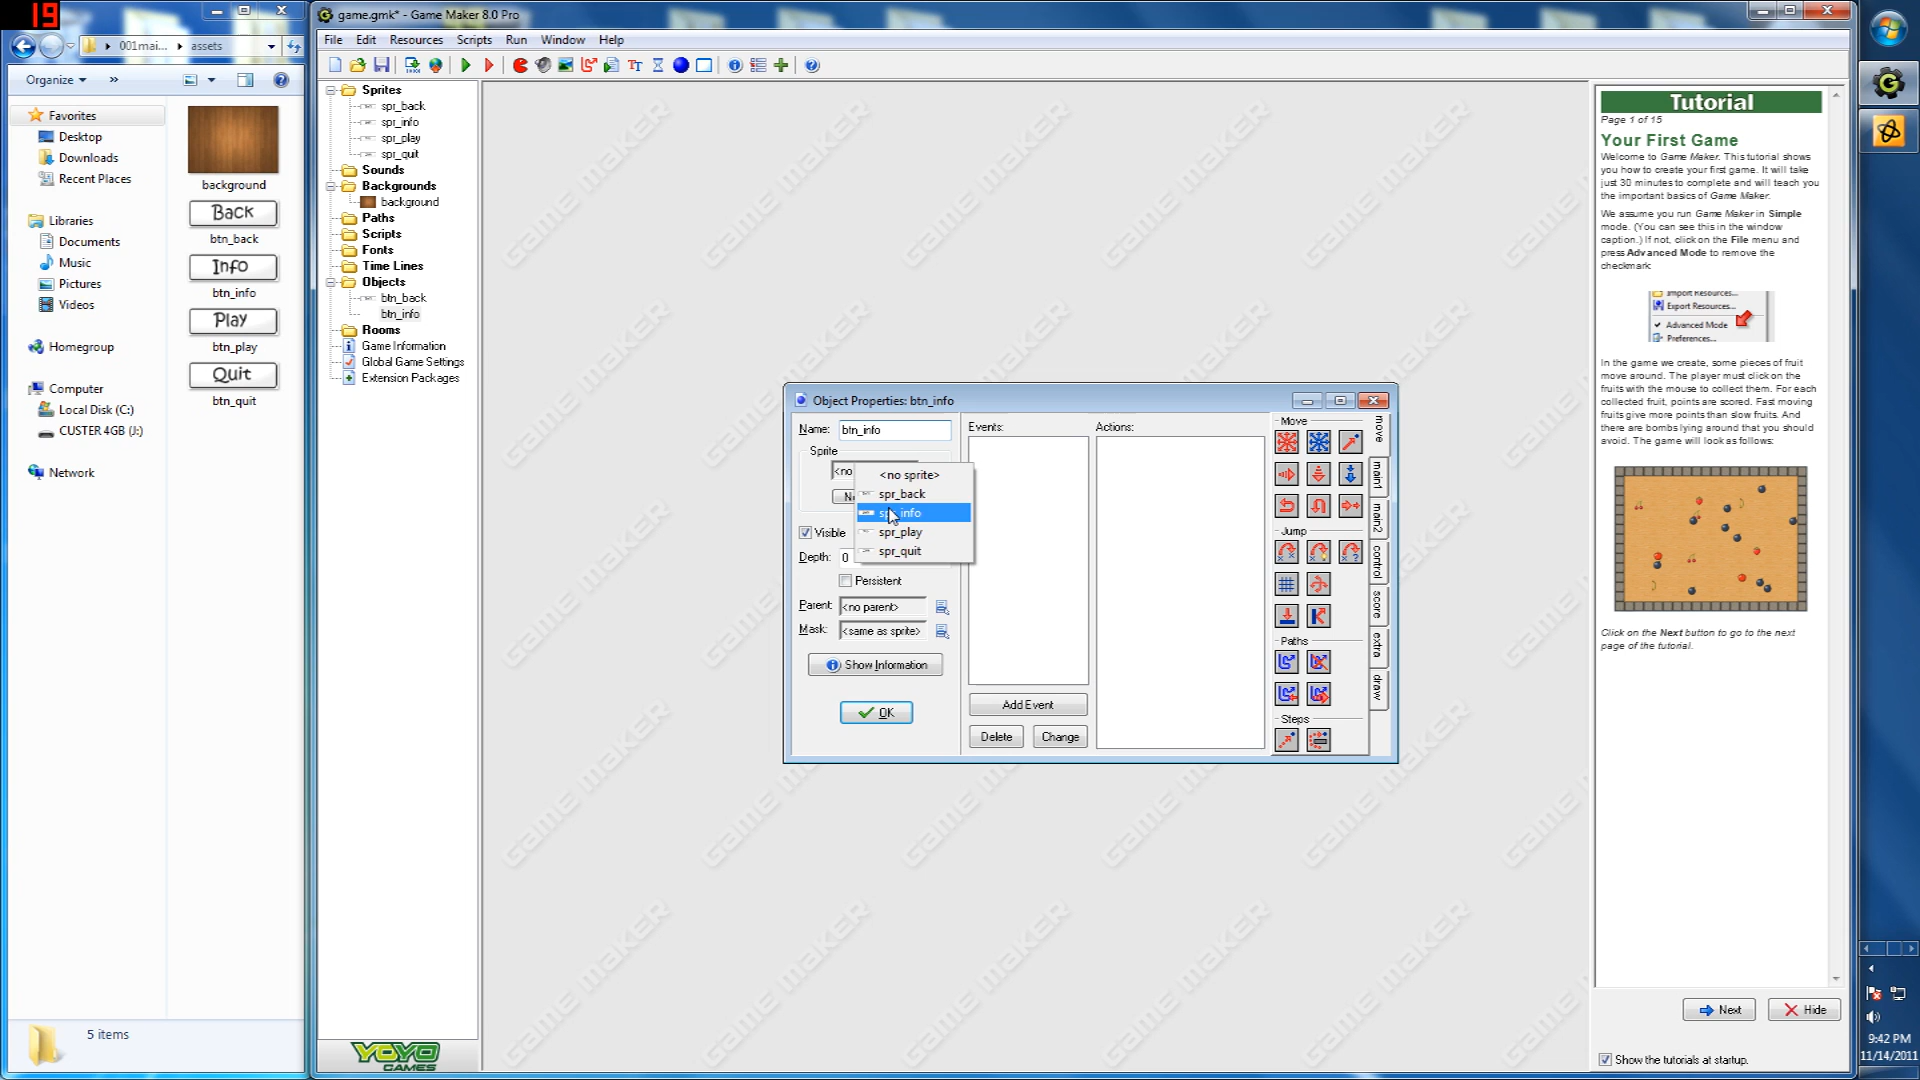 19
001mai... assets
Organize »
Favorites
Desktop
Downloads
Recent Places
Libraries
Documents
Music
Pictures
Videos
Homegroup
Computer
Local Disk (C:)
CUSTER 4GB (J:)
Network
background
Back
btn_back
Info
btn_info
Play
btn_play
Quit
btn_quit
5 items
game.gmk* - Game Maker 8.0 Pro
File Edit Resources Scripts Run Window Help
Sprites
spr_back
spr_info
spr_play
spr_quit
Sounds
Backgrounds
background
Paths
Scripts
Fonts
Time Lines
Objects
btn_back
btn_info
Rooms
Game Information
Global Game Settings
Extension Packages
YOYO
GAMES
GAME MAKER
Object Properties: btn_info
Name: btn_info
Sprite
<no
Ne
<no sprite>
spr_back
spr_info
spr_play
spr_quit
Visible
Depth: 0
Persistent
Parent: <no parent>
Mask: <same as sprite>
Show Information
OK
Events:
Add Event
Delete Change
Actions:
Move
Jump
Paths
Steps
move
main1
main2
control
score
extra
draw
Tutorial
Page 1 of 15
Your First Game
Welcome to Game Maker. This tutorial shows
you how to create your first game. It will take
just 30 minutes to complete and will teach you
the important basics of Game Maker.
We assume you run Game Maker in Simple
mode. (You can see this in the window
caption.) If not, click on the File menu and
press Advanced Mode to remove the
checkmark
Import Resources...
Export Resources...
Advanced Mode
Preferences...
In the game we create, some pieces of fruit
move around. The player must click on the
fruits with the mouse to collect them. For each
collected fruit, points are scored. Fast moving
fruits give more points than slow fruits. And
there are bombs lying around that you should
avoid. The game will look as follows:
Click on the Next button to go to the next
page of the tutorial.
Next Hide
Show the tutorials at startup.
9:42 PM
11/14/2011